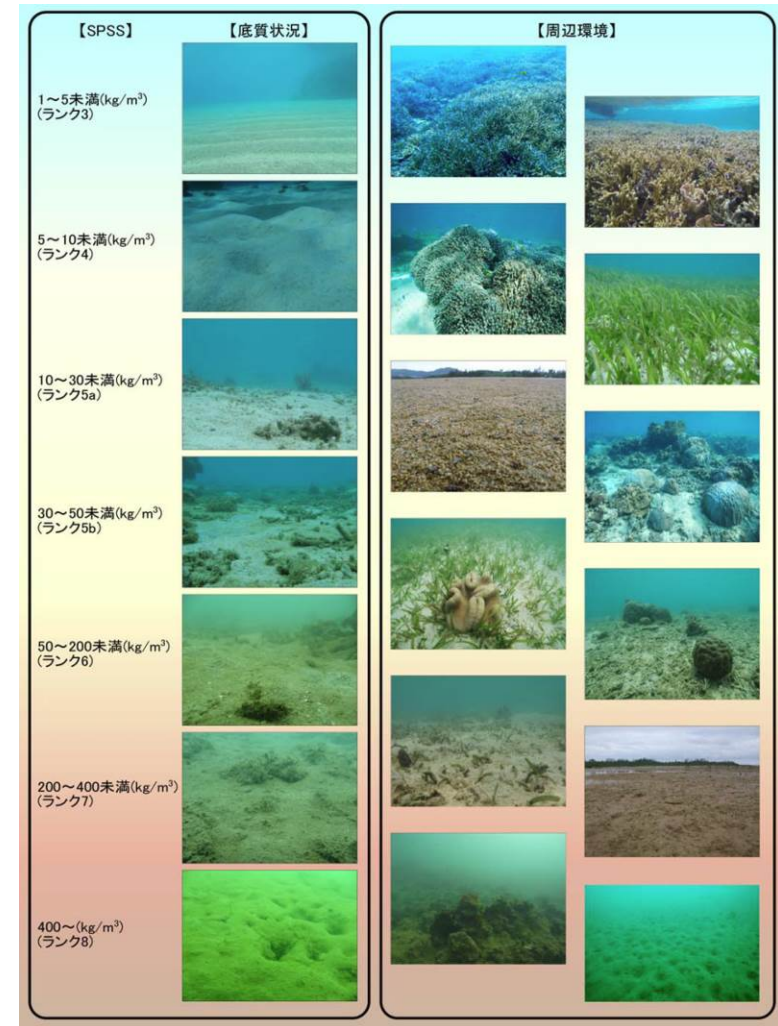 【SPSS】
【底質状況】
【周辺環境】
1～5未満(kg/m³)
(ランク3)
5～10未満(kg/m³)
(ランク4)
10～30未満(kg/m³)
(ランク5a)
30～50未満(kg/m³)
(ランク5b)
50～200未満(kg/m³)
(ランク6)
200～400未満(kg/m³)
(ランク7)
400～(kg/m³)
(ランク8)